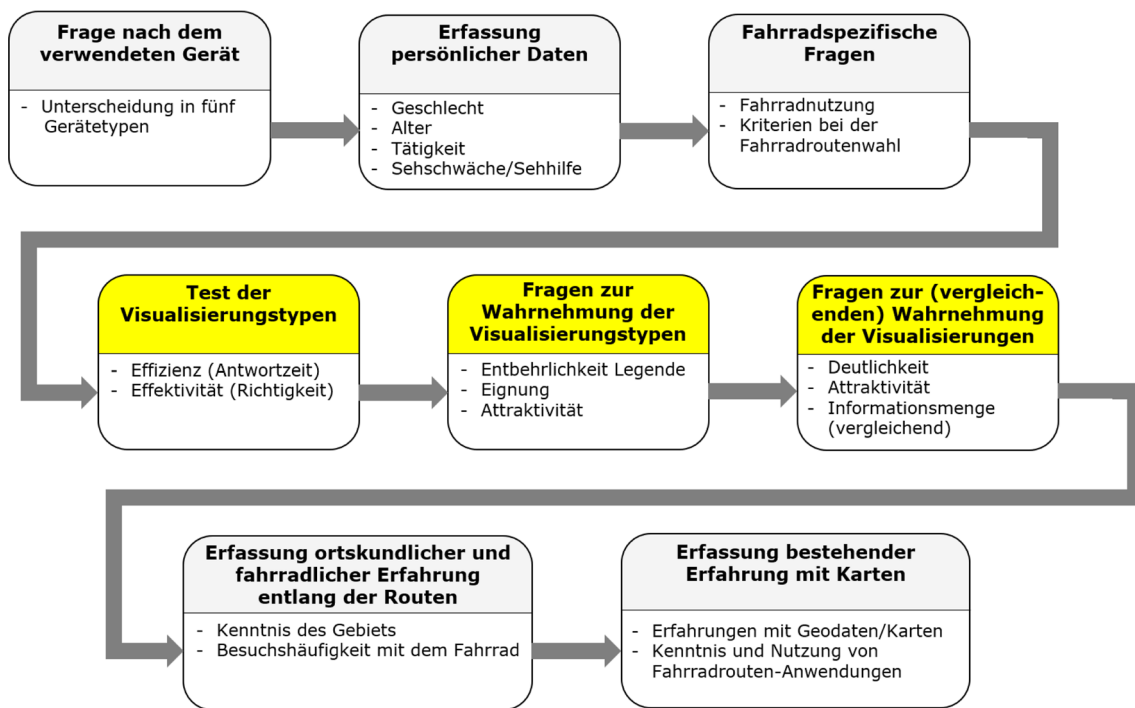 Frage nach dem
verwendeten Gerät
- Unterscheidung in fünf
Gerätetypen
Erfassung
persönlicher Daten
- Geschlecht
- Alter
- Tätigkeit
- Sehschwäche/Sehhilfe
Fahrradspezifische
Fragen
- Fahrradnutzung
- Kriterien bei der
Fahrradroutenwahl
Test der
Visualisierungstypen
- Effizienz (Antwortzeit)
- Effektivität (Richtigkeit)
Fragen zur
Wahrnehmung der
Visualisierungstypen
- Entbehrlichkeit Legende
- Eignung
- Attraktivität
Fragen zur (vergleich-
enden) Wahrnehmung
der Visualisierungen
- Deutlichkeit
- Attraktivität
- Informationsmenge
(vergleichend)
Erfassung ortskundlicher und
fahrradlicher Erfahrung
entlang der Routen
- Kenntnis des Gebiets
- Besuchshäufigkeit mit dem Fahrrad
Erfassung bestehender
Erfahrung mit Karten
- Erfahrungen mit Geodaten/Karten
- Kenntnis und Nutzung von
Fahrradrouten-Anwendungen